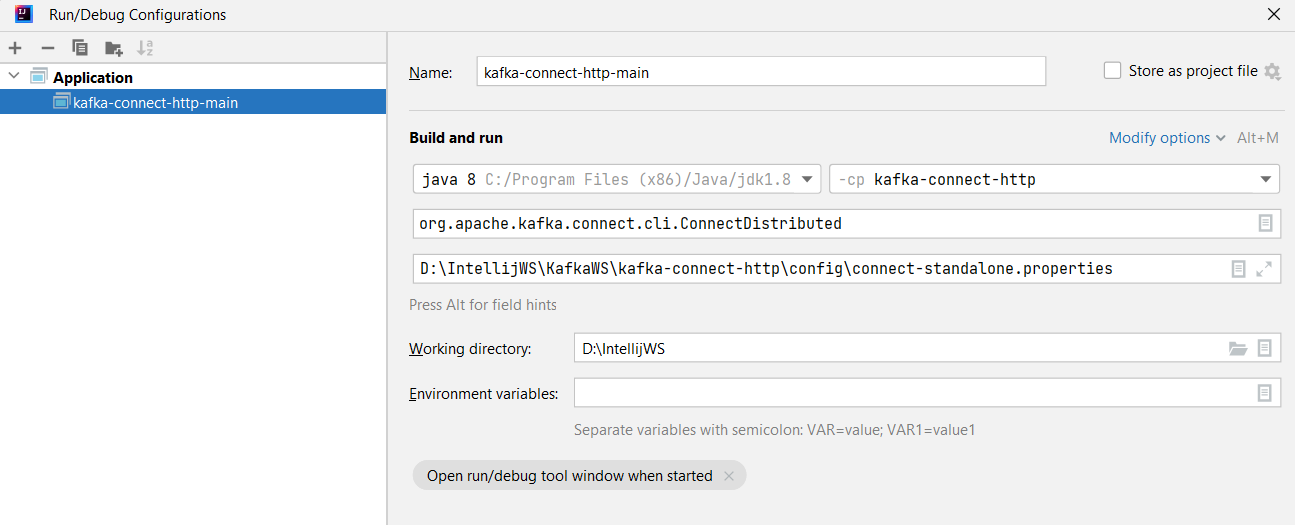 Run/Debug Configurations
Application
kafka-connect-http-main
Name: kafka-connect-http-main Store as project file
Build and run Modify options Alt+M
java 8 C:/Program Files (x86)/Java/jdk1.8 -cp kafka-connect-http
org.apache.kafka.connect.cli.ConnectDistributed
D:\IntellijWS\KafkaWS\kafka-connect-http\config\connect-standalone.properties
Press Alt for field hints
Working directory: D:\IntellijWS
Environment variables:
Separate variables with semicolon: VAR=value; VAR1=value1
Open run/debug tool window when started